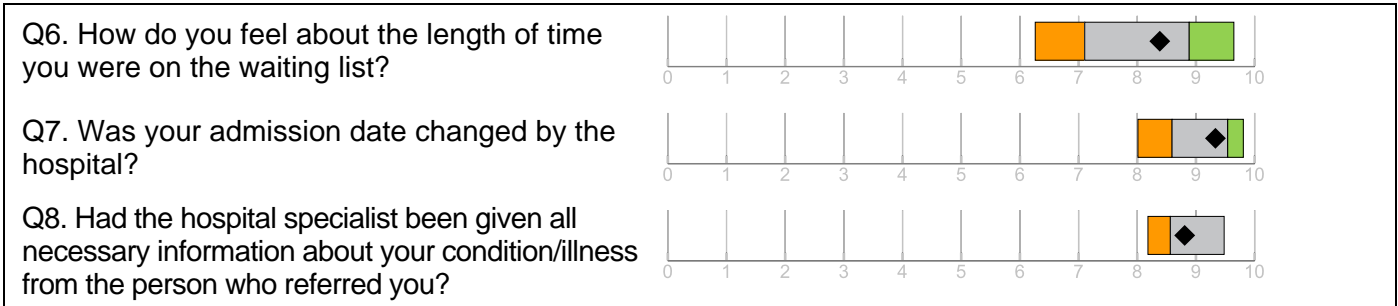 Q6. How do you feel about the length of time
you were on the waiting list?
0 1 2 3 4 5 6 7 8 9 10
Q7. Was your admission date changed by the
hospital?
0 1 2 3 4 5 6 7 8 9 10
Q8. Had the hospital specialist been given all
necessary information about your condition/illness
from the person who referred you?
0 1 2 3 4 5 6 7 8 9 10